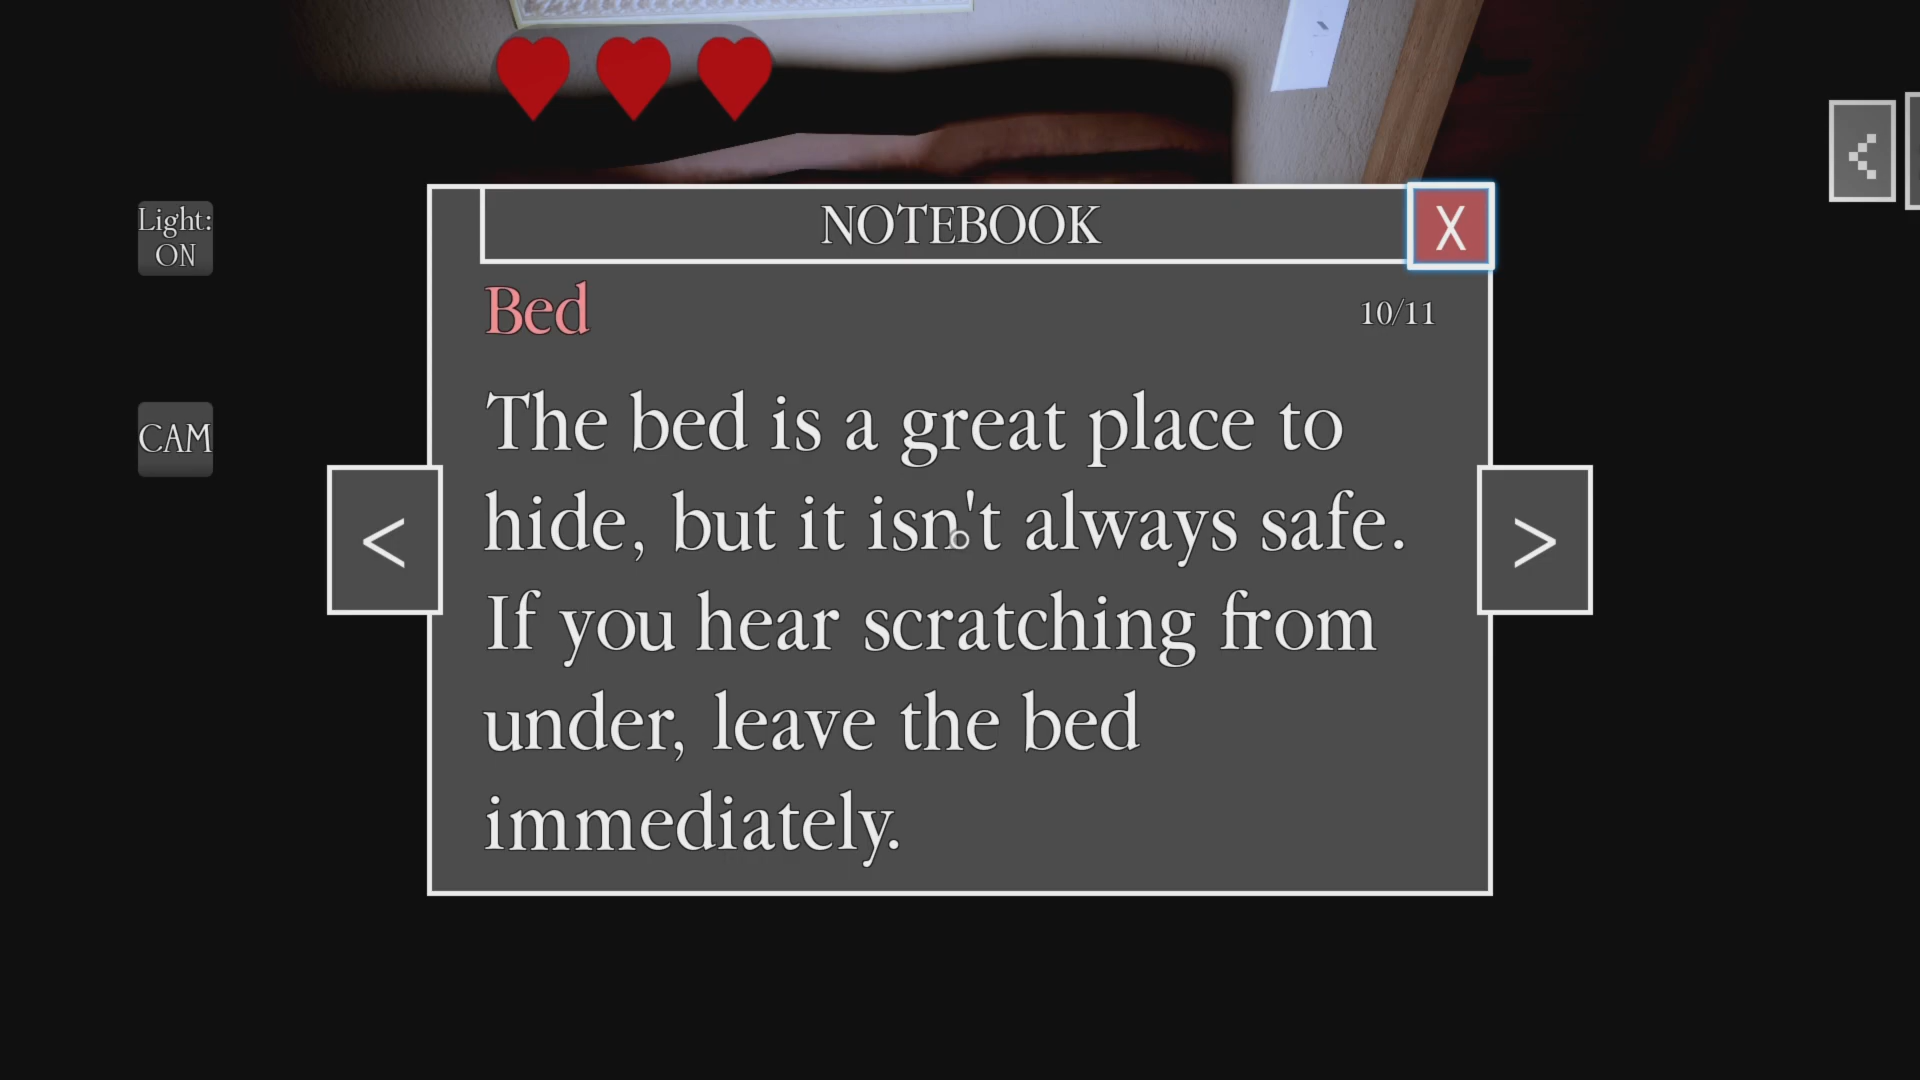 Light:
ON
CAM
NOTEBOOK
X
Bed
10/11
The bed is a great place to
hide, but it isn't always safe.
If you hear scratching from
under, leave the bed
immediately.
<
>
<